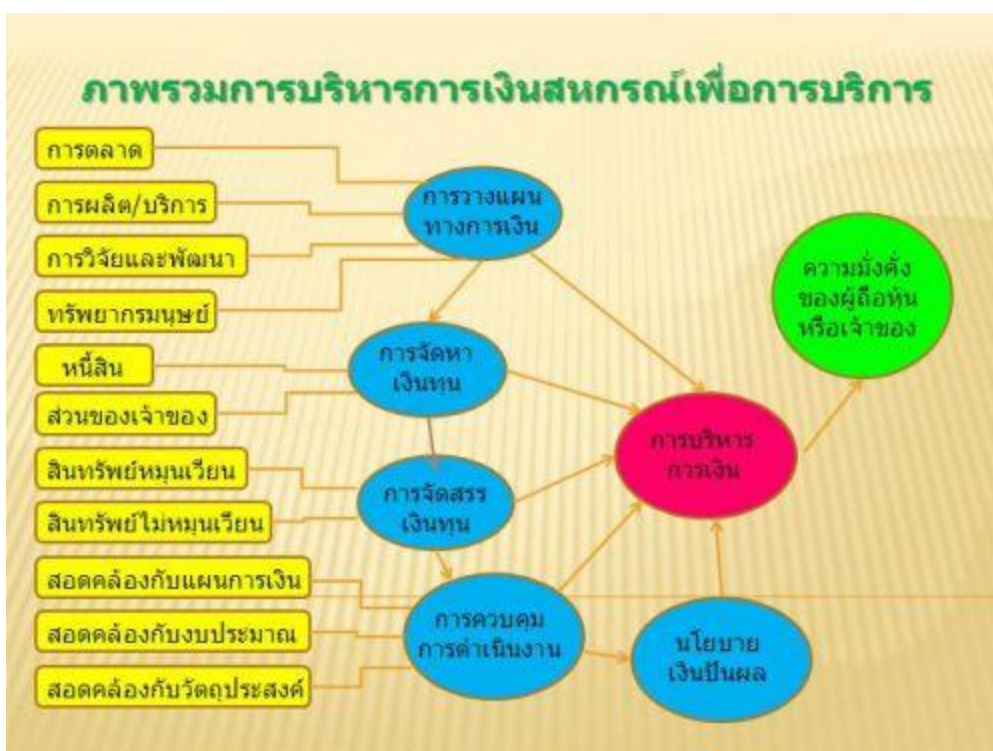 ภาพรวมการบริหารการเงินสหกรณ์เพื่อการบริการ
การตลาด
การผลิต/บริการ
การวิจัยและพัฒนา
ทรัพยากรมนุษย์
หนี้สิน
ส่วนของเจ้าของ
สินทรัพย์หมุนเวียน
สินทรัพย์ไม่หมุนเวียน
สอดคล้องกับแผนการเงิน
สอดคล้องกับงบประมาณ
สอดคล้องกับวัตถุประสงค์
การวางแผน
ทางการเงิน
การจัดหา
เงินทุน
การจัดสรร
เงินทุน
การควบคุม
การดำเนินงาน
นโยบาย
เงินปันผล
การบริหาร
การเงิน
ความมั่งคั่ง
ของผู้ถือหุ้น
หรือเจ้าของ